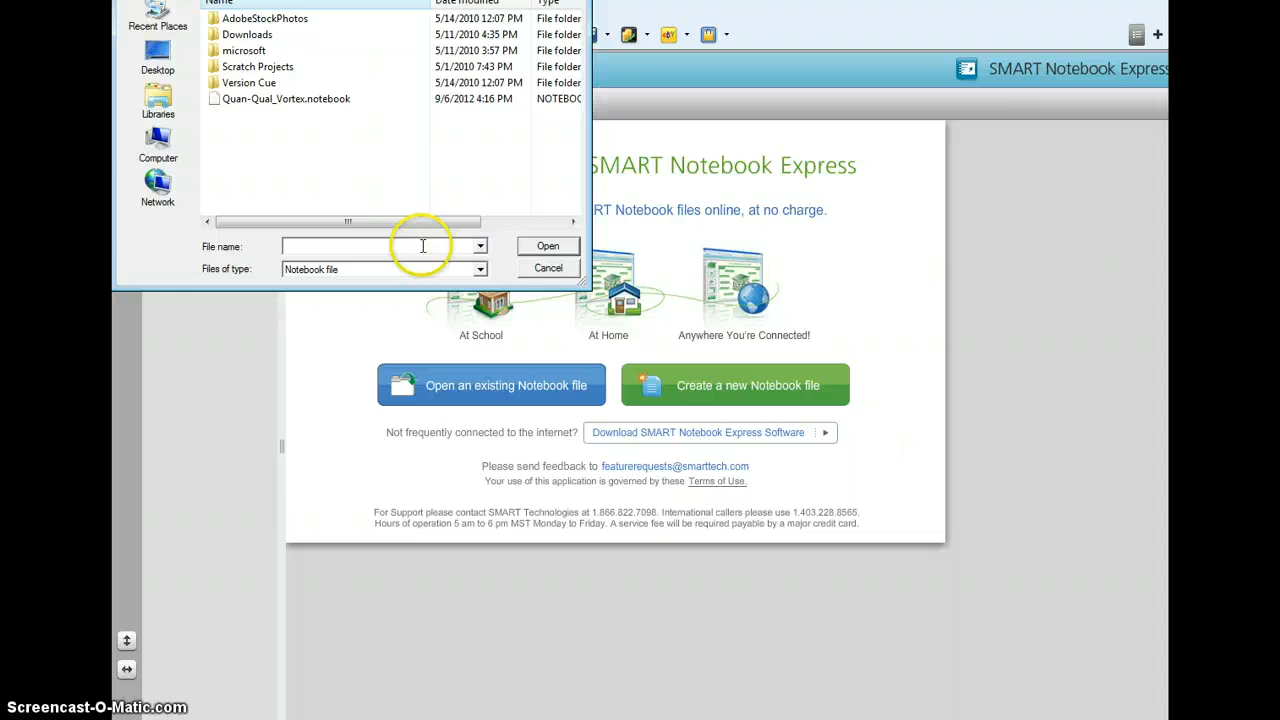 Name Date modified Type
Recent Places
AdobeStockPhotos 5/14/2010 12:07 PM File folder
Downloads 5/11/2010 4:35 PM File folder
microsoft 5/11/2010 3:57 PM File folder
Scratch Projects 5/1/2010 7:43 PM File folder
Version Cue 5/14/2010 12:07 PM File folder
Quan-Qual_Vortex.notebook 9/6/2012 4:16 PM NOTEBOC
Desktop
Libraries
Computer
Network
File name: Open
Files of type: Notebook file Cancel
SMART Notebook Express
SMART Notebook Express
RT Notebook files online, at no charge.
At School At Home Anywhere You're Connected!
Open an existing Notebook file Create a new Notebook file
Not frequently connected to the internet? Download SMART Notebook Express Software
Please send feedback to featurerequests@smarttech.com
Your use of this application is governed by these Terms of Use.
For Support please contact SMART Technologies at 1.866.822.7098. International callers please use 1.403.228.8565.
Hours of operation 5 am to 6 pm MST Monday to Friday. A service fee will be required payable by a major credit card.
Screencast-O-Matic.com